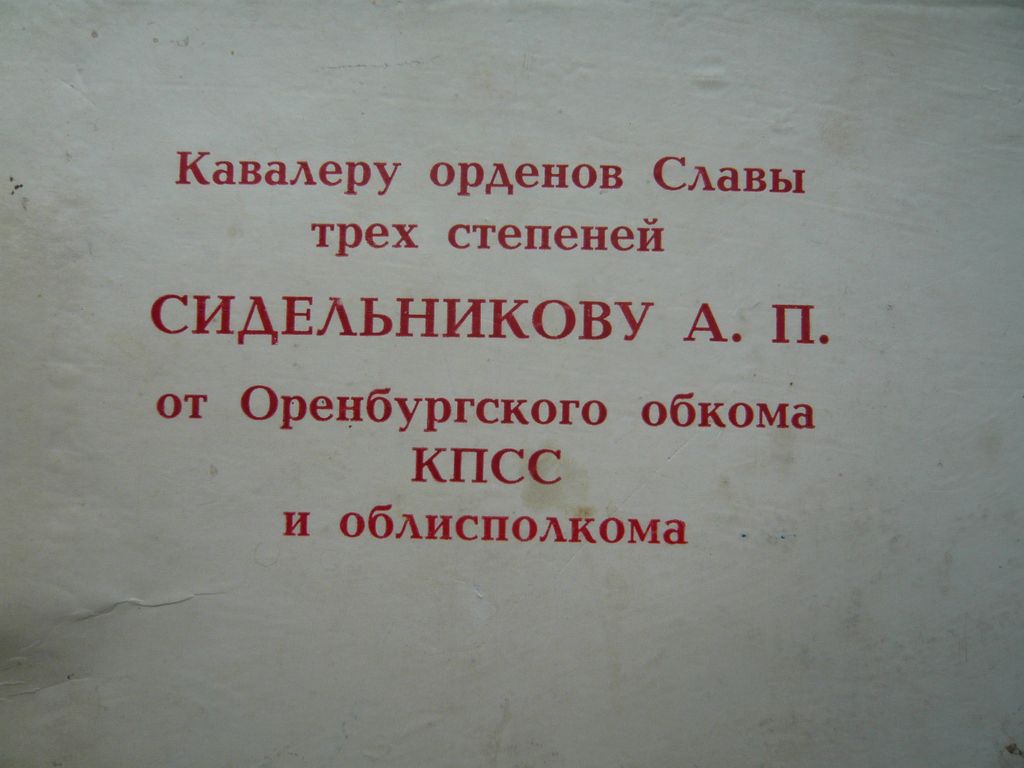 Кавалеру орденов Славы
трех степеней
СИДЕЛЬНИКОВУ А. П.
от Оренбургского обкома
КПСС
и облисполкома